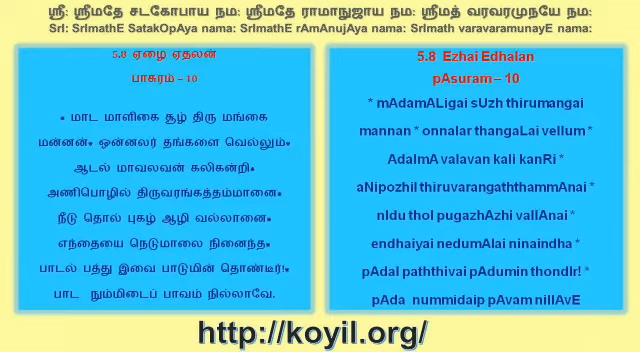 ஸ்ரீ: ஸ்ரீமதே சடகோபாய நம: ஸ்ரீமதே ராமாநுஜாய நம: ஸ்ரீமத் வரவரமுநயே நம:
SrI: SrImathE SatakOpAya nama: SrImathE rAmAnujAya nama: SrImath varavaramunayE nama:
5.8 ஏழை ஏதலன்
பாசுரம் – 10
* மாட மாளிகை சூழ் திரு மங்கை
மன்னன்* ஒன்னலர் தங்களை வெல்லும்*
ஆடல் மாவலவன் கலிகன்றி*
அணிபொழில் திருவரங்கத்தம்மானை*
நீடு தொல் புகழ் ஆழி வல்லானை*
எந்தையை நெடுமாலை நினைந்த*
பாடல் பத்து இவை பாடுமின் தொண்டீர்!*
பாட நும்மிடைப் பாவம் நில்லாவே.
5.8 Ezhai Edhalan
pAsuram – 10
* mAdamALigai sUzh thirumangai
mannan * onnalar thangaLai vellum *
AdalmA valavan kali kanRi *
aNipozhil thiruvarangaththammAnai *
nIdu thol pugazhAzhi vallAnai *
endhaiyai nedumAlai ninaindha *
pAdal paththivai pAdumin thondIr! *
pAda nummidaip pAvam nillAvE
http://koyil.org/